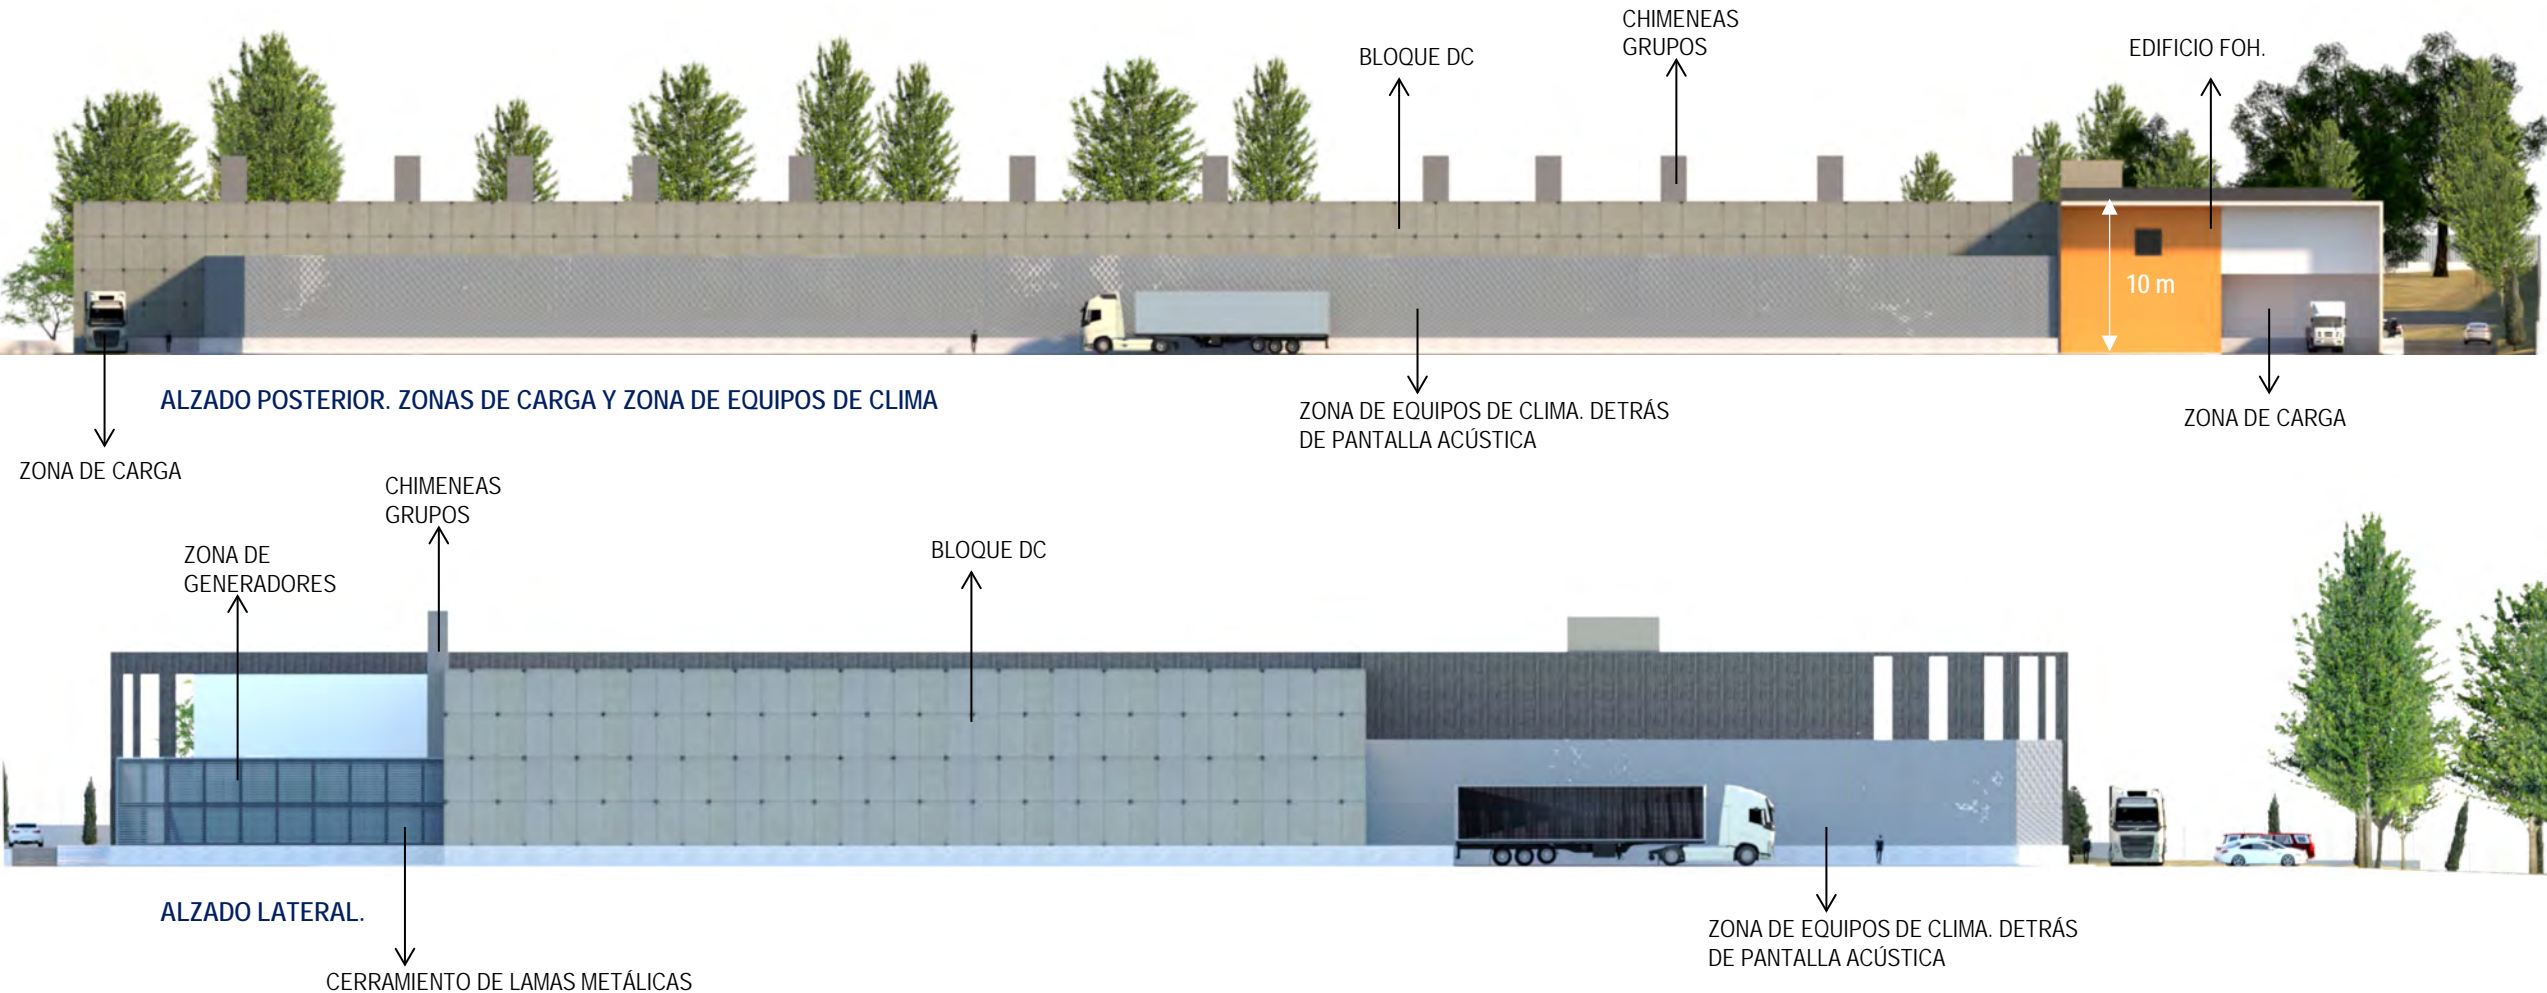 CHIMENEAS
GRUPOS
BLOQUE DC
EDIFICIO FOH.
10 m
ALZADO POSTERIOR. ZONAS DE CARGA Y ZONA DE EQUIPOS DE CLIMA
ZONA DE EQUIPOS DE CLIMA. DETRÁS
DE PANTALLA ACÚSTICA
ZONA DE CARGA
ZONA DE CARGA
CHIMENEAS
GRUPOS
ZONA DE
GENERADORES
BLOQUE DC
ALZADO LATERAL.
ZONA DE EQUIPOS DE CLIMA. DETRÁS
DE PANTALLA ACÚSTICA
CERRAMIENTO DE LAMAS METÁLICAS